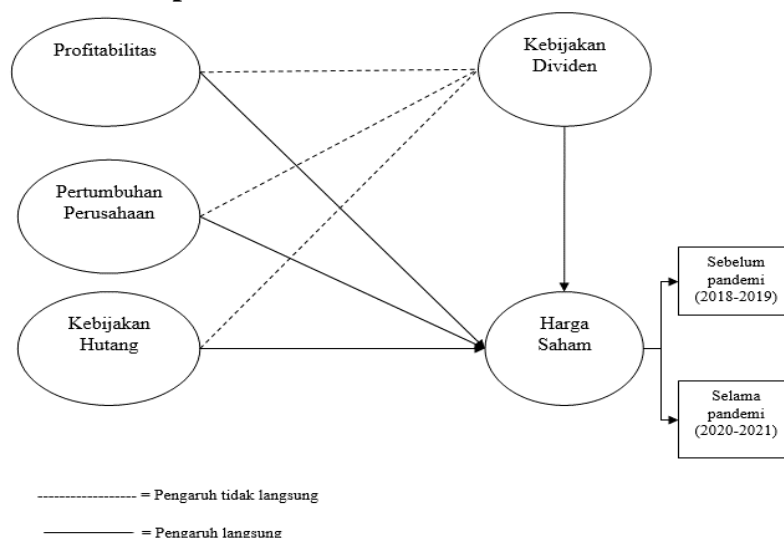 Profitabilitas
Kebijakan
Dividen
Pertumbuhan
Perusahaan
Kebijakan
Hutang
Harga
Saham
Sebelum
pandemi
(2018-2019)
Selama
pandemi
(2020-2021)
------------------ = Pengaruh tidak langsung
= Pengaruh langsung